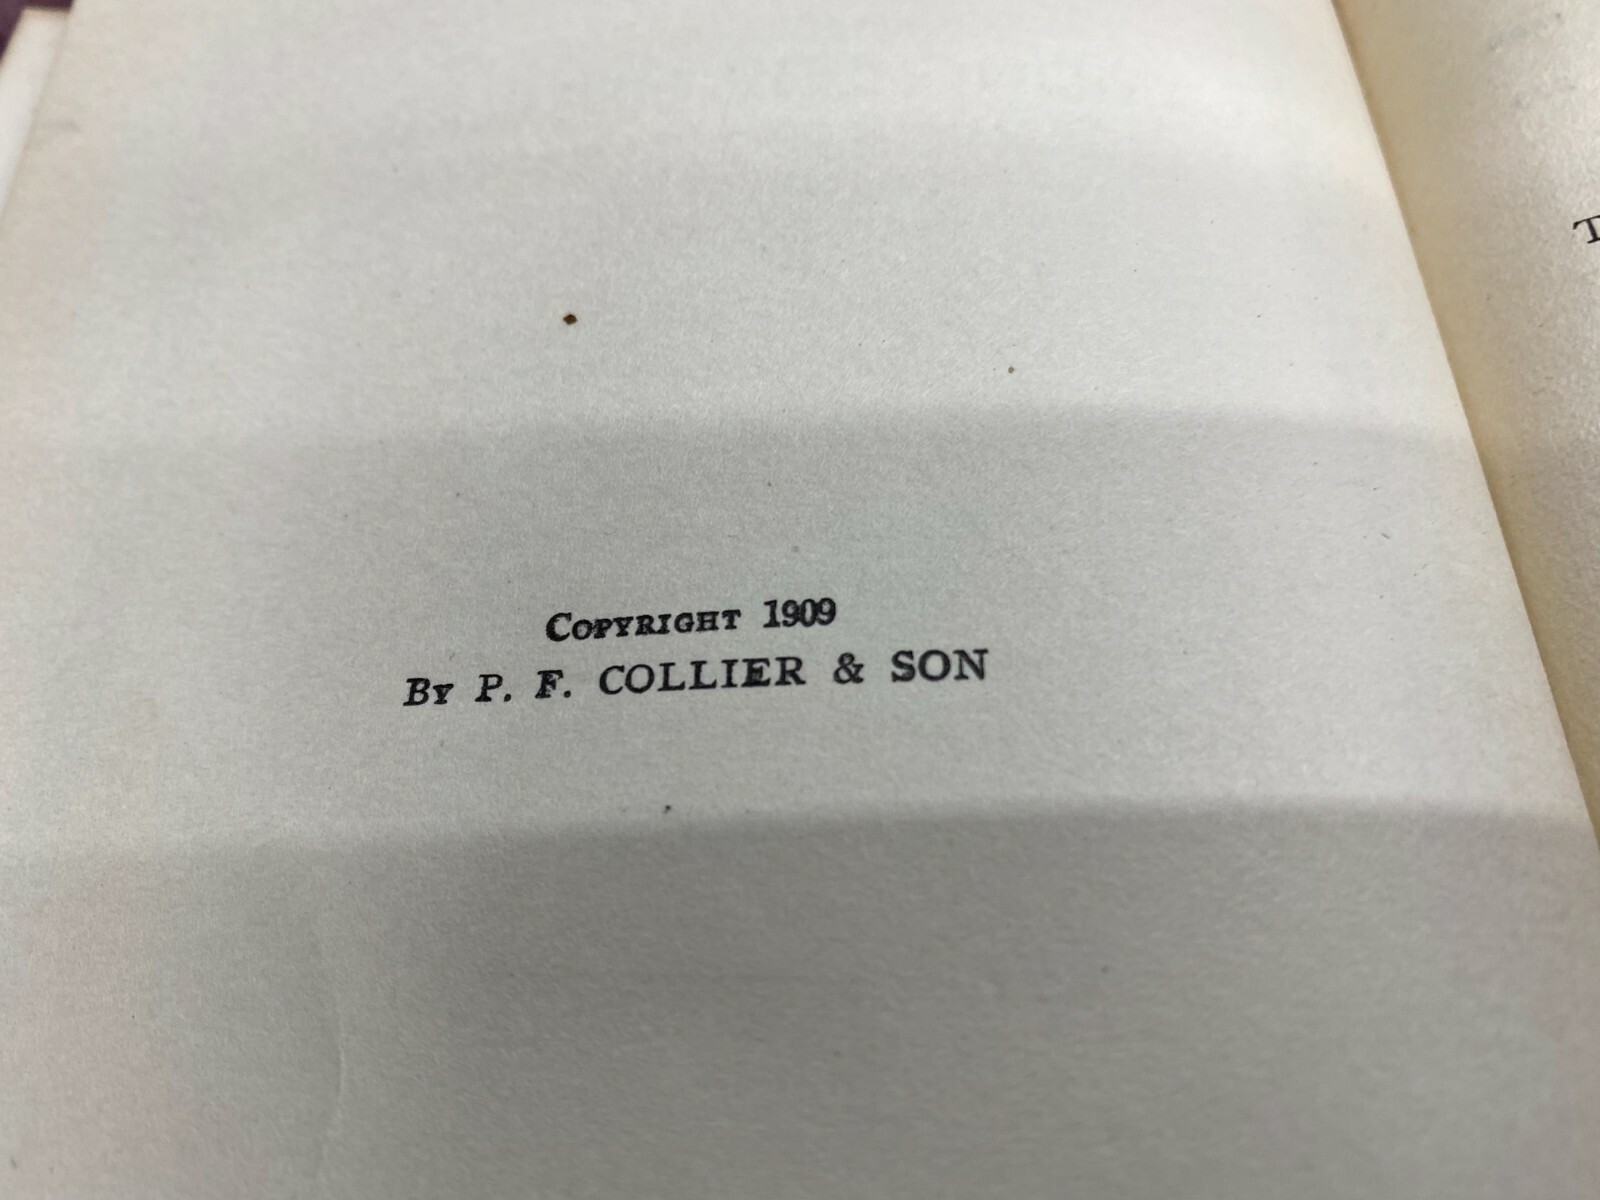 COPYRIGHT 1909
BY P. F. COLLIER & SON
T